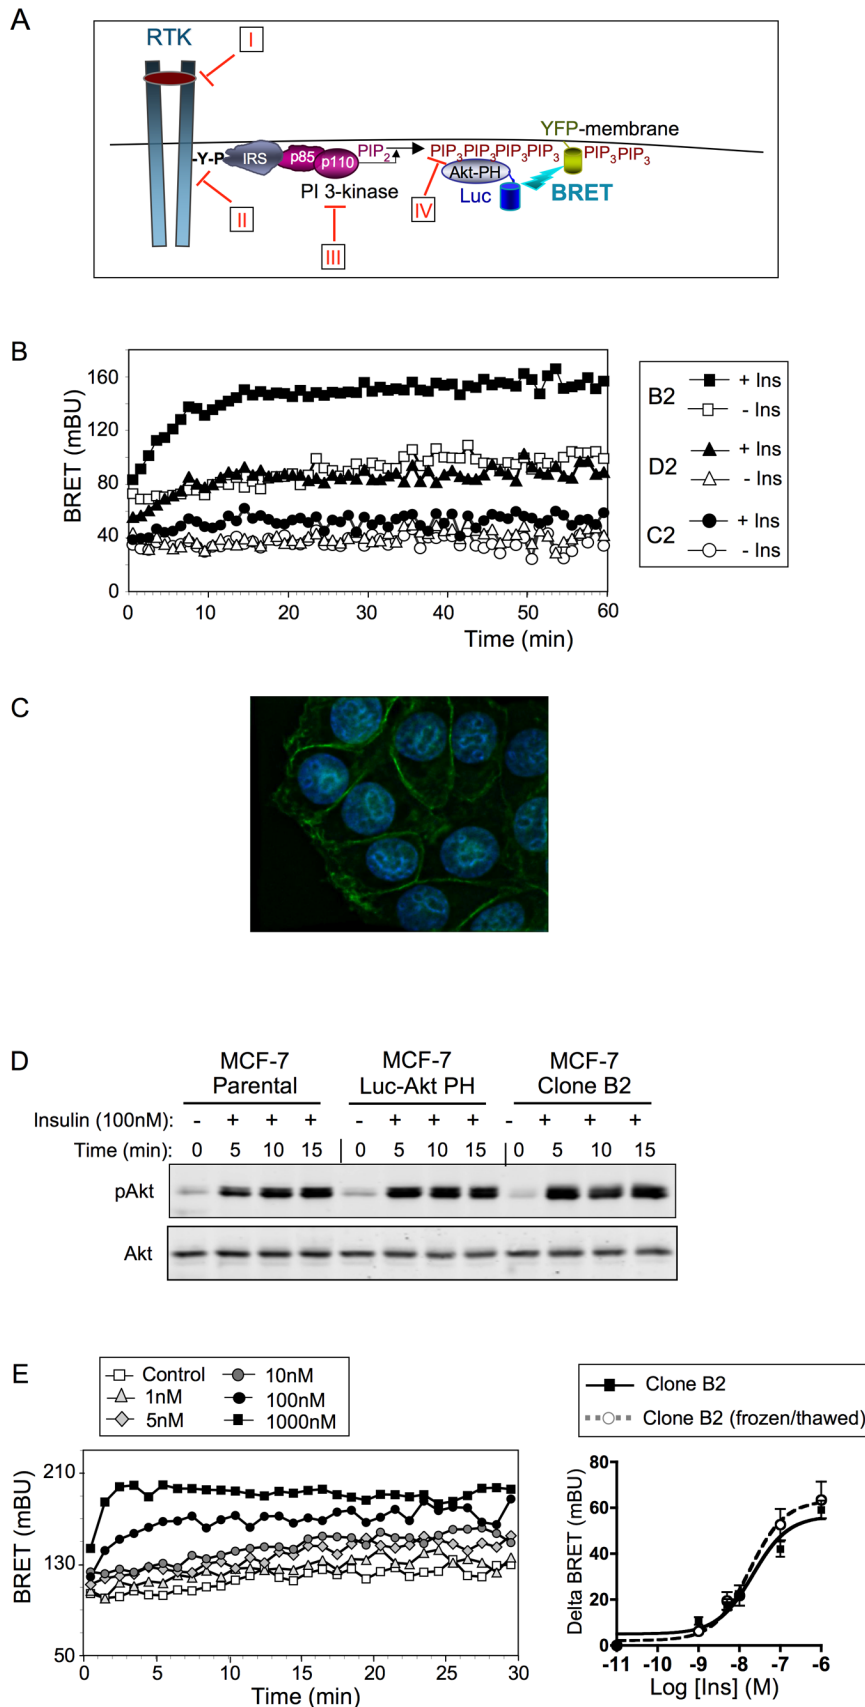 A
RTK
I
YFP-membrane
-Y-P
IRS
p85
p110
PIP2
PIP3PIP3PIP3PIP3
PIP3PIP3
Akt-PH
PI 3-kinase
IV
Luc
BRET
II
III
B
BRET (mBU)
160
120
80
40
0
0 10 20 30 40 50 60
Time (min)
B2
+ Ins
- Ins
D2
+ Ins
- Ins
C2
+ Ins
- Ins
C
D
MCF-7
Parental
MCF-7
Luc-Akt PH
MCF-7
Clone B2
Insulin (100nM): - + + + - + + + - + + +
Time (min): 0 5 10 15 0 5 10 15 0 5 10 15
pAkt
Akt
E
Control
1nM
5nM
10nM
100nM
1000nM
BRET (mBU)
210
130
50
0 5 10 15 20 25 30
Time (min)
Clone B2
Clone B2 (frozen/thawed)
Delta BRET (mBU)
80
60
40
20
0
-11 -10 -9 -8 -7 -6
Log [Ins] (M)